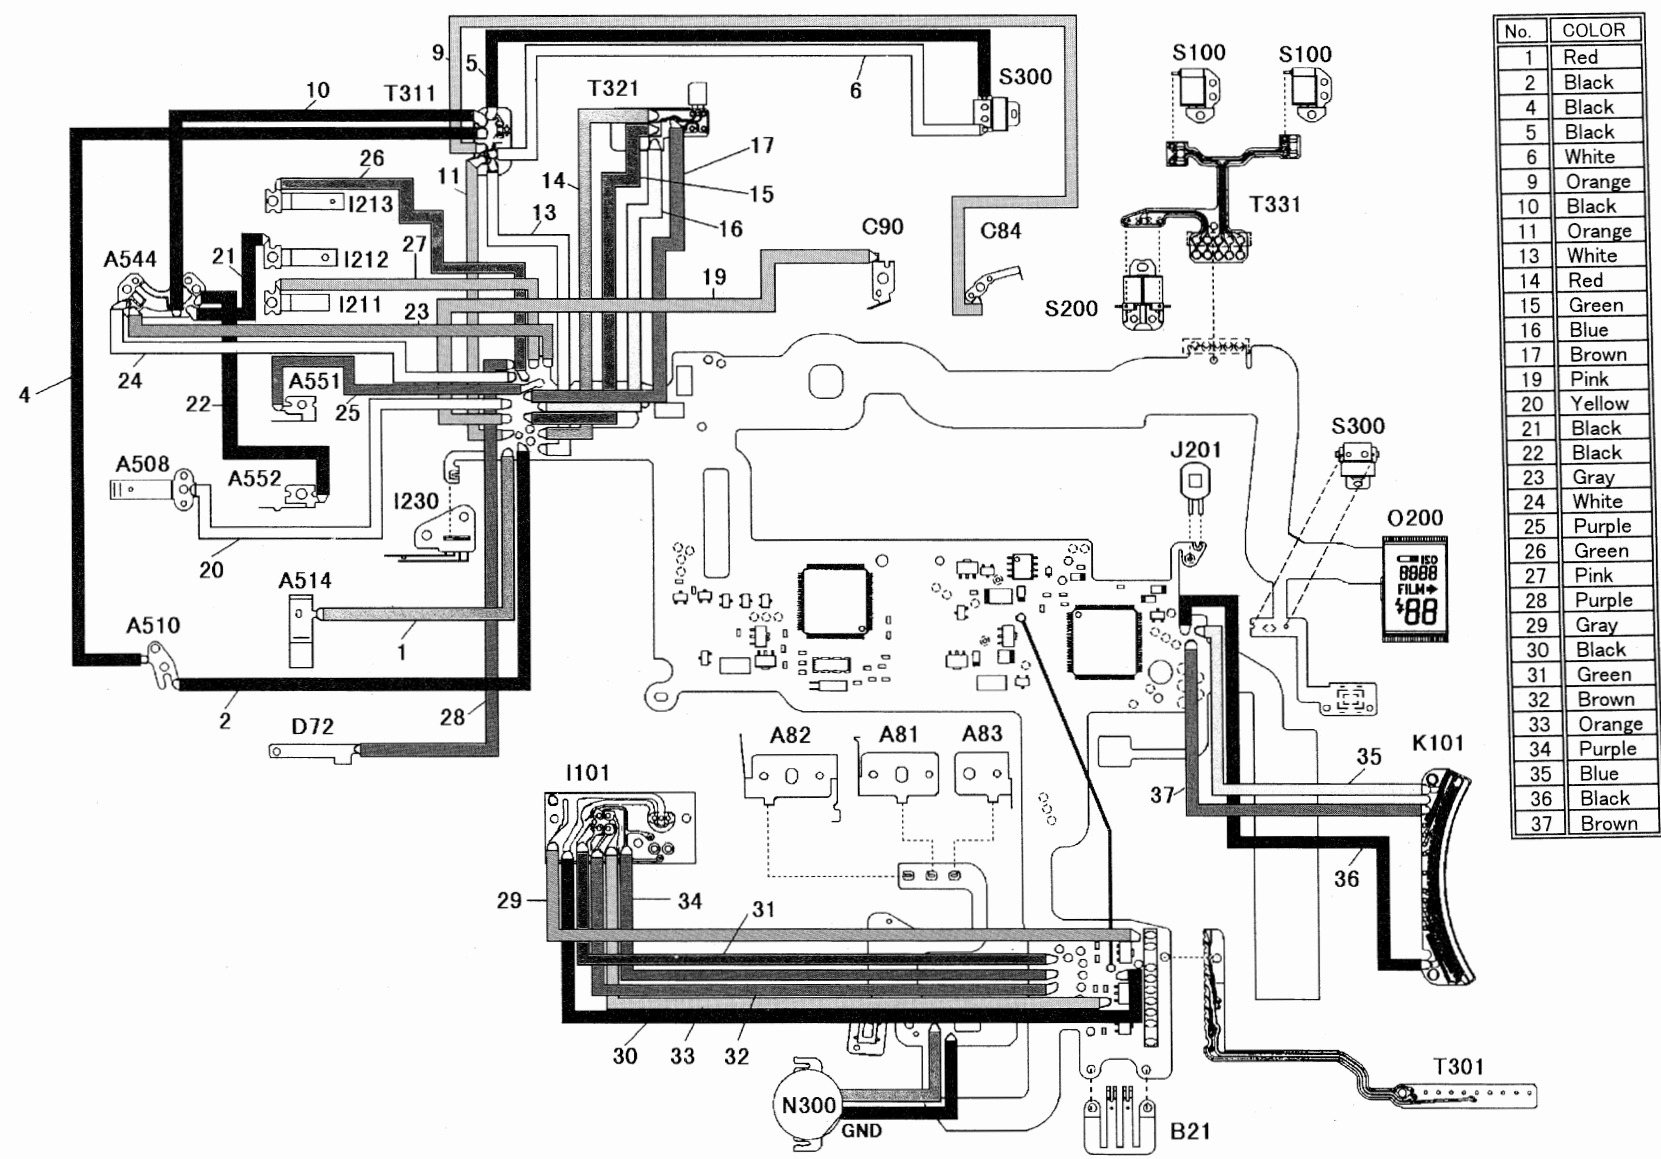 No. COLOR
1 Red
2 Black
4 Black
5 Black
6 White
9 Orange
10 Black
11 Orange
13 White
14 Red
15 Green
16 Blue
17 Brown
19 Pink
20 Yellow
21 Black
22 Black
23 Gray
24 White
25 Purple
26 Green
27 Pink
28 Purple
29 Gray
30 Black
31 Green
32 Brown
33 Orange
34 Purple
35 Blue
36 Black
37 Brown
9
5
6
S300
S100
S100
10
T311
T321
26
11
14
17
15
16
13
I213
C90
C84
T331
A544
21
I212
27
I211
19
23
S200
24
4
A551
22
25
S300
J201
A508
A552
I230
O200
ISO
8888
FILM
88
20
A514
A510
1
2
28
D72
A82
A81
A83
35
K101
37
I101
36
29
34
31
30
33
32
T301
N300
GND
B21